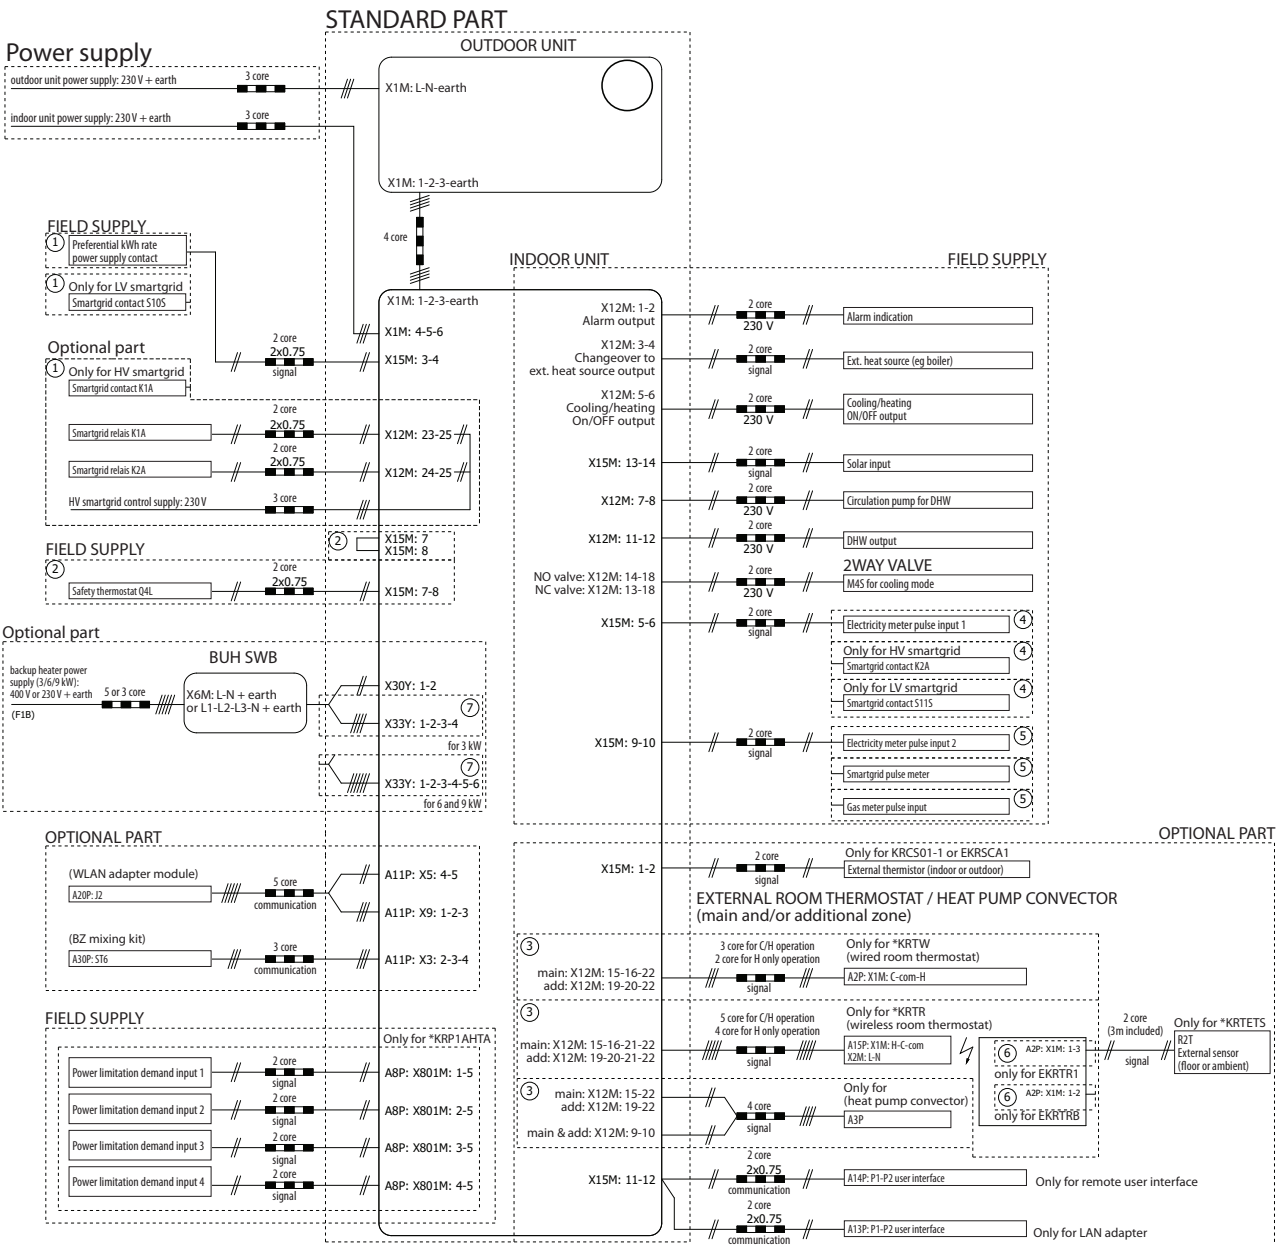 STANDARD PART
Power supply
OUTDOOR UNIT
outdoor unit power supply: 230 V + earth
3 core
X1M: L-N-earth
indoor unit power supply: 230 V + earth
3 core
X1M: 1-2-3-earth
4 core
FIELD SUPPLY
1
Preferential kWh rate
power supply contact
1
Only for LV smartgrid
Smartgrid contact S10S
X1M: 1-2-3-earth
X1M: 4-5-6
2 core
2x0.75
signal
X15M: 3-4
Optional part
1
Only for HV smartgrid
Smartgrid contact K1A
2 core
2x0.75
Smartgrid relais K1A
X12M: 23-25
2 core
2x0.75
Smartgrid relais K2A
X12M: 24-25
HV smartgrid control supply: 230 V
3 core
2
X15M: 7
X15M: 8
FIELD SUPPLY
2
2 core
2x0.75
Safety thermostat Q4L
X15M: 7-8
Optional part
BUH SWB
backup heater power
supply (3/6/9 kW):
400 V or 230 V + earth
(F1B)
5 or 3 core
X6M: L-N + earth
or L1-L2-L3-N + earth
X30Y: 1-2
7
X33Y: 1-2-3-4
for 3 kW
7
X33Y: 1-2-3-4-5-6
for 6 and 9 kW
OPTIONAL PART
(WLAN adapter module)
A20P: J2
5 core
communication
A11P: X5: 4-5
A11P: X9: 1-2-3
(BZ mixing kit)
A30P: ST6
3 core
communication
A11P: X3: 2-3-4
FIELD SUPPLY
Only for *KRP1AHTA
Power limitation demand input 1
2 core
signal
A8P: X801M: 1-5
Power limitation demand input 2
2 core
signal
A8P: X801M: 2-5
Power limitation demand input 3
2 core
signal
A8P: X801M: 3-5
Power limitation demand input 4
2 core
signal
A8P: X801M: 4-5
INDOOR UNIT
FIELD SUPPLY
X12M: 1-2
Alarm output
2 core
230 V
Alarm indication
X12M: 3-4
Changeover to
ext. heat source output
2 core
signal
Ext. heat source (eg boiler)
X12M: 5-6
Cooling/heating
On/OFF output
2 core
230 V
Cooling/heating
ON/OFF output
X15M: 13-14
2 core
signal
Solar input
X12M: 7-8
2 core
230 V
Circulation pump for DHW
X12M: 11-12
2 core
230 V
DHW output
2WAY VALVE
NO valve: X12M: 14-18
NC valve: X12M: 13-18
2 core
230 V
M4S for cooling mode
X15M: 5-6
2 core
signal
Electricity meter pulse input 1
4
Only for HV smartgrid
4
Smartgrid contact K2A
Only for LV smartgrid
4
Smartgrid contact S11S
X15M: 9-10
2 core
signal
Electricity meter pulse input 2
5
Smartgrid pulse meter
5
Gas meter pulse input
5
OPTIONAL PART
X15M: 1-2
2 core
signal
Only for KRCS01-1 or EKRSCA1
External thermistor (indoor or outdoor)
EXTERNAL ROOM THERMOSTAT / HEAT PUMP CONVECTOR
(main and/or additional zone)
3
3 core for C/H operation
2 core for H only operation
signal
Only for *KRTW
(wired room thermostat)
main: X12M: 15-16-22
add: X12M: 19-20-22
A2P: X1M: C-com-H
3
5 core for C/H operation
4 core for H only operation
signal
Only for *KRTR
(wireless room thermostat)
main: X12M: 15-16-21-22
add: X12M: 19-20-21-22
A15P: X1M: H-C-com
X2M: L-N
6
A2P: X1M: 1-3
only for EKRTR1
6
A2P: X1M: 1-2
only for EKRTRB
2 core
(3m included)
signal
Only for *KRTETS
R2T
External sensor
(floor or ambient)
3
main: X12M: 15-22
add: X12M: 19-22
main & add: X12M: 9-10
4 core
signal
Only for
(heat pump convector)
A3P
X15M: 11-12
2 core
2x0.75
communication
A14P: P1-P2 user interface
Only for remote user interface
2 core
2x0.75
communication
A13P: P1-P2 user interface
Only for LAN adapter